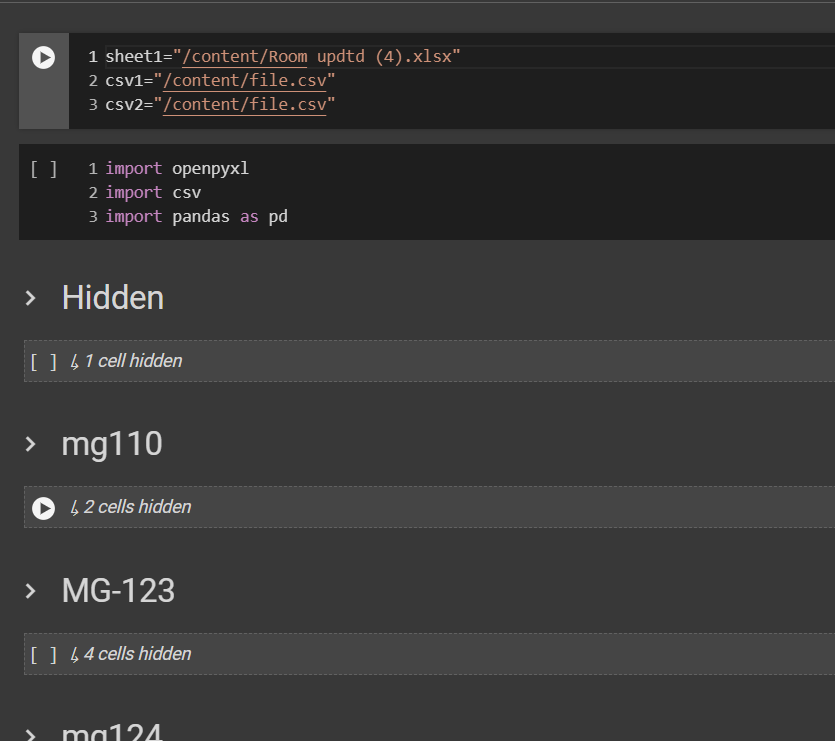 1 sheet1="/content/Room updtd (4).xlsx"
2 csv1="/content/file.csv"
3 csv2="/content/file.csv"
[ ] 1 import openpyxl
2 import csv
3 import pandas as pd
> Hidden
[ ] ↳ 1 cell hidden
> mg110
↳ 2 cells hidden
> MG-123
[ ] ↳ 4 cells hidden
> mg124